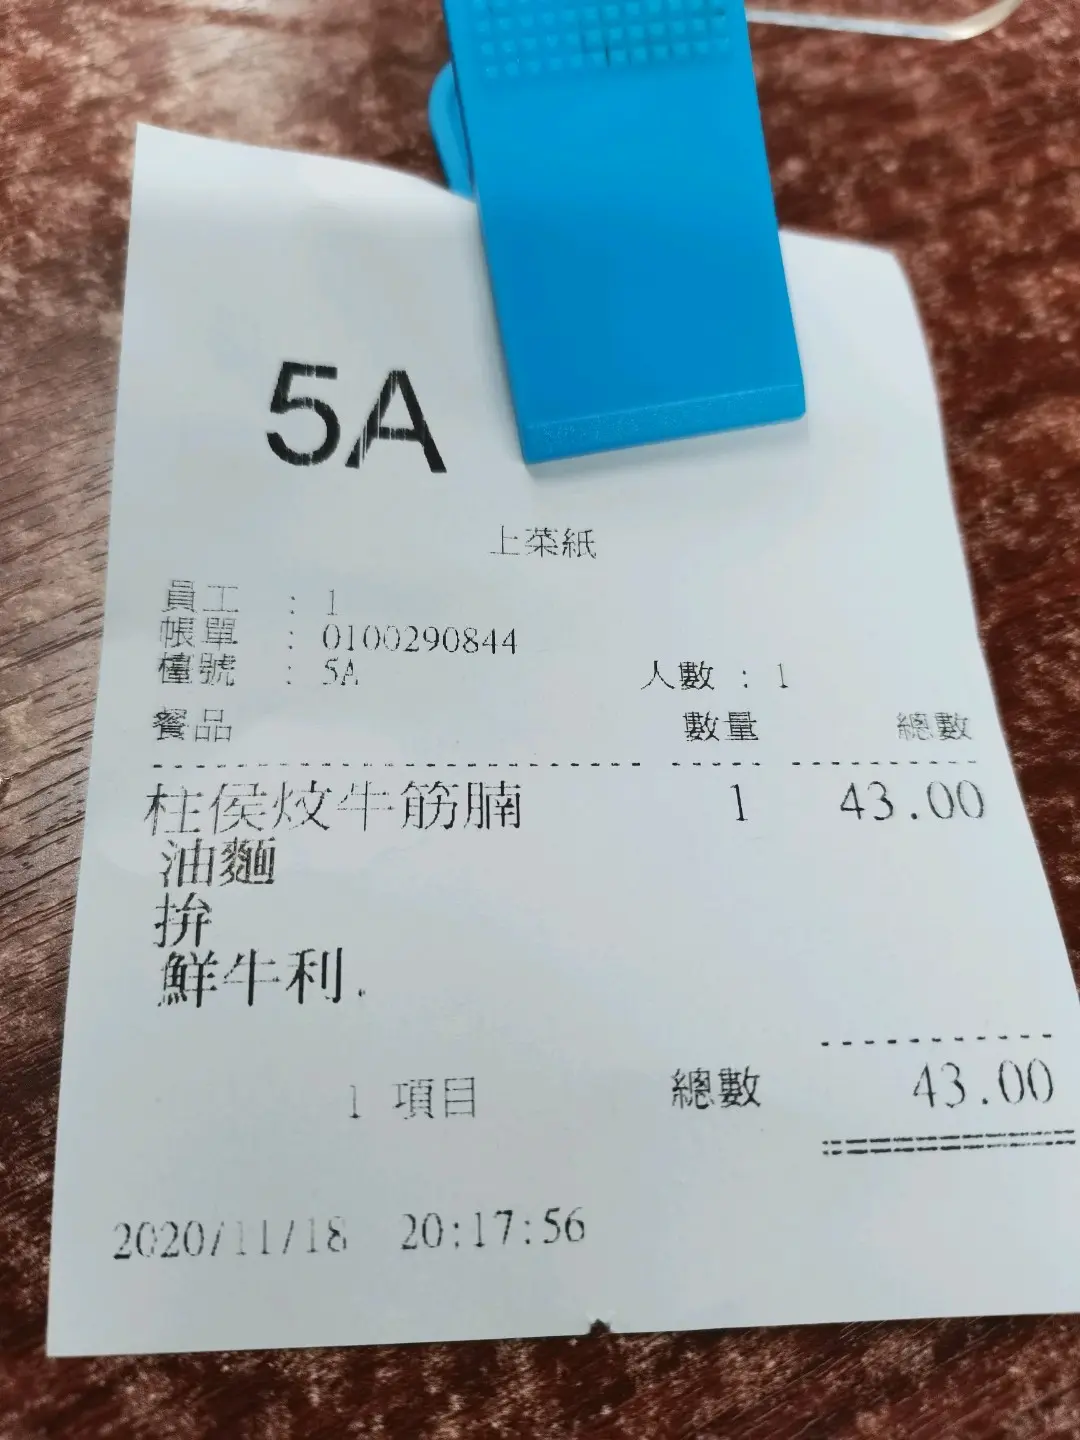 5A
上菜紙
員工 : 1
帳單 : 0100290844
檯號 : 5A 人數 : 1
餐品 數量 總數
柱侯炆牛筋腩 1 43.00
油麵
拚
鮮牛利.
1 項目 總數 43.00
2020/11/18 20:17:56